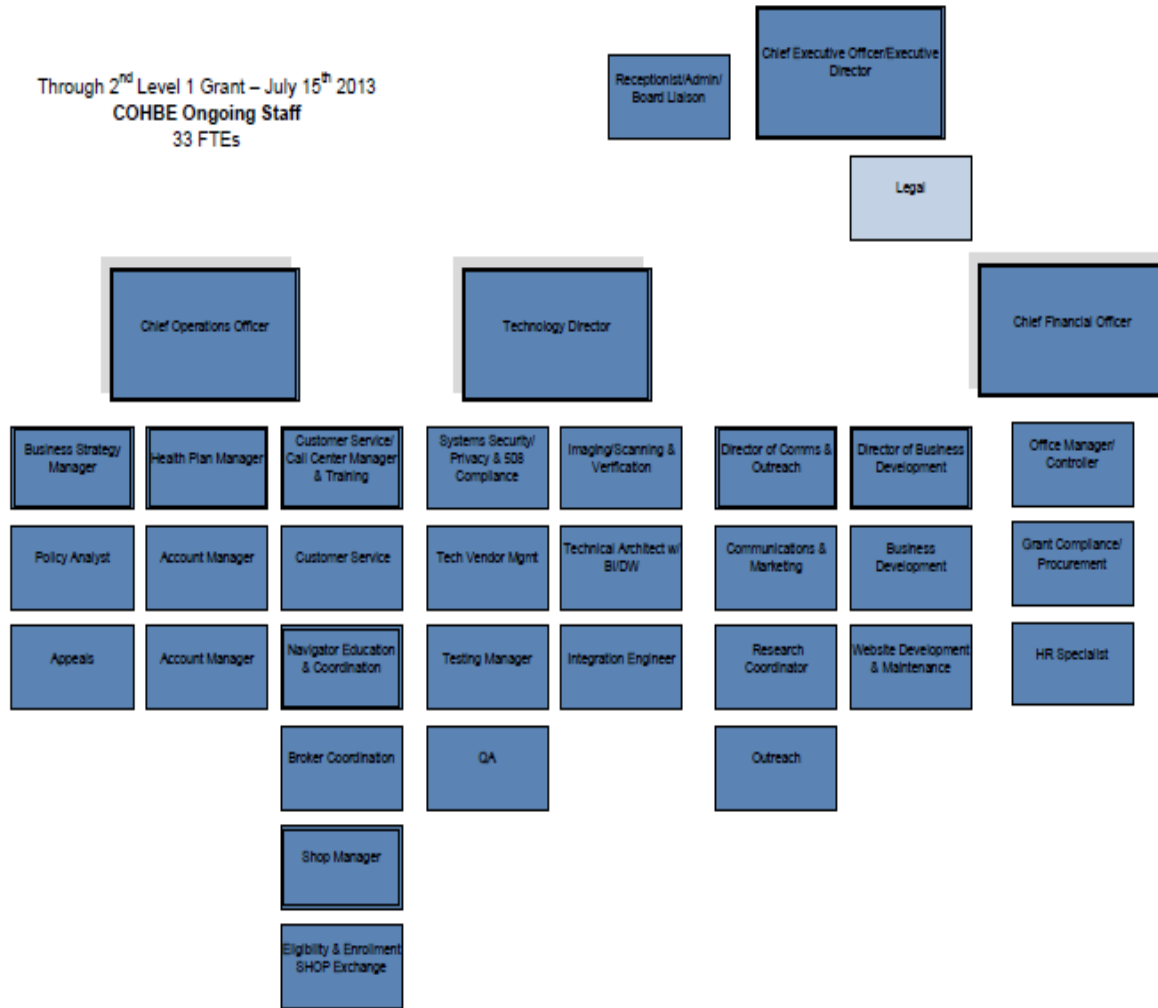 Through 2nd Level 1 Grant – July 15th 2013
COHBE Ongoing Staff
33 FTEs
Receptionist/Admin/
Board Liaison
Chief Executive Officer/Executive
Director
Legal
Chief Operations Officer
Technology Director
Chief Financial Officer
Business Strategy
Manager
Health Plan Manager
Customer Service/
Call Center Manager
& Training
Systems Security/
Privacy & 508
Compliance
Imaging/Scanning &
Verification
Director of Comms &
Outreach
Director of Business
Development
Office Manager/
Controller
Policy Analyst
Account Manager
Customer Service
Tech Vendor Mgmt
Technical Architect w/
BI/DW
Communications &
Marketing
Business
Development
Grant Compliance/
Procurement
Appeals
Account Manager
Navigator Education
& Coordination
Testing Manager
Integration Engineer
Research
Coordinator
Website Development
& Maintenance
HR Specialist
Broker Coordination
QA
Outreach
Shop Manager
Eligibility & Enrollment
SHOP Exchange